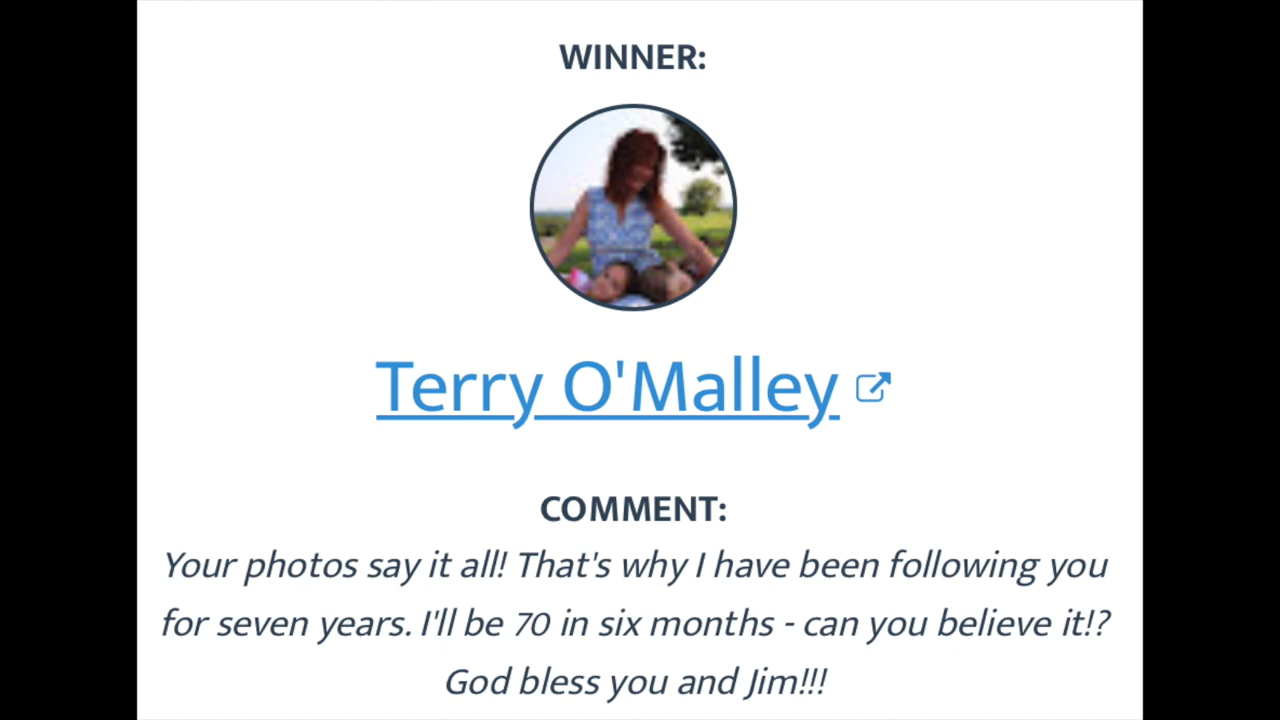 WINNER:
Terry O'Malley
COMMENT:
Your photos say it all! That's why I have been following you
for seven years. I'll be 70 in six months - can you believe it!?
God bless you and Jim!!!